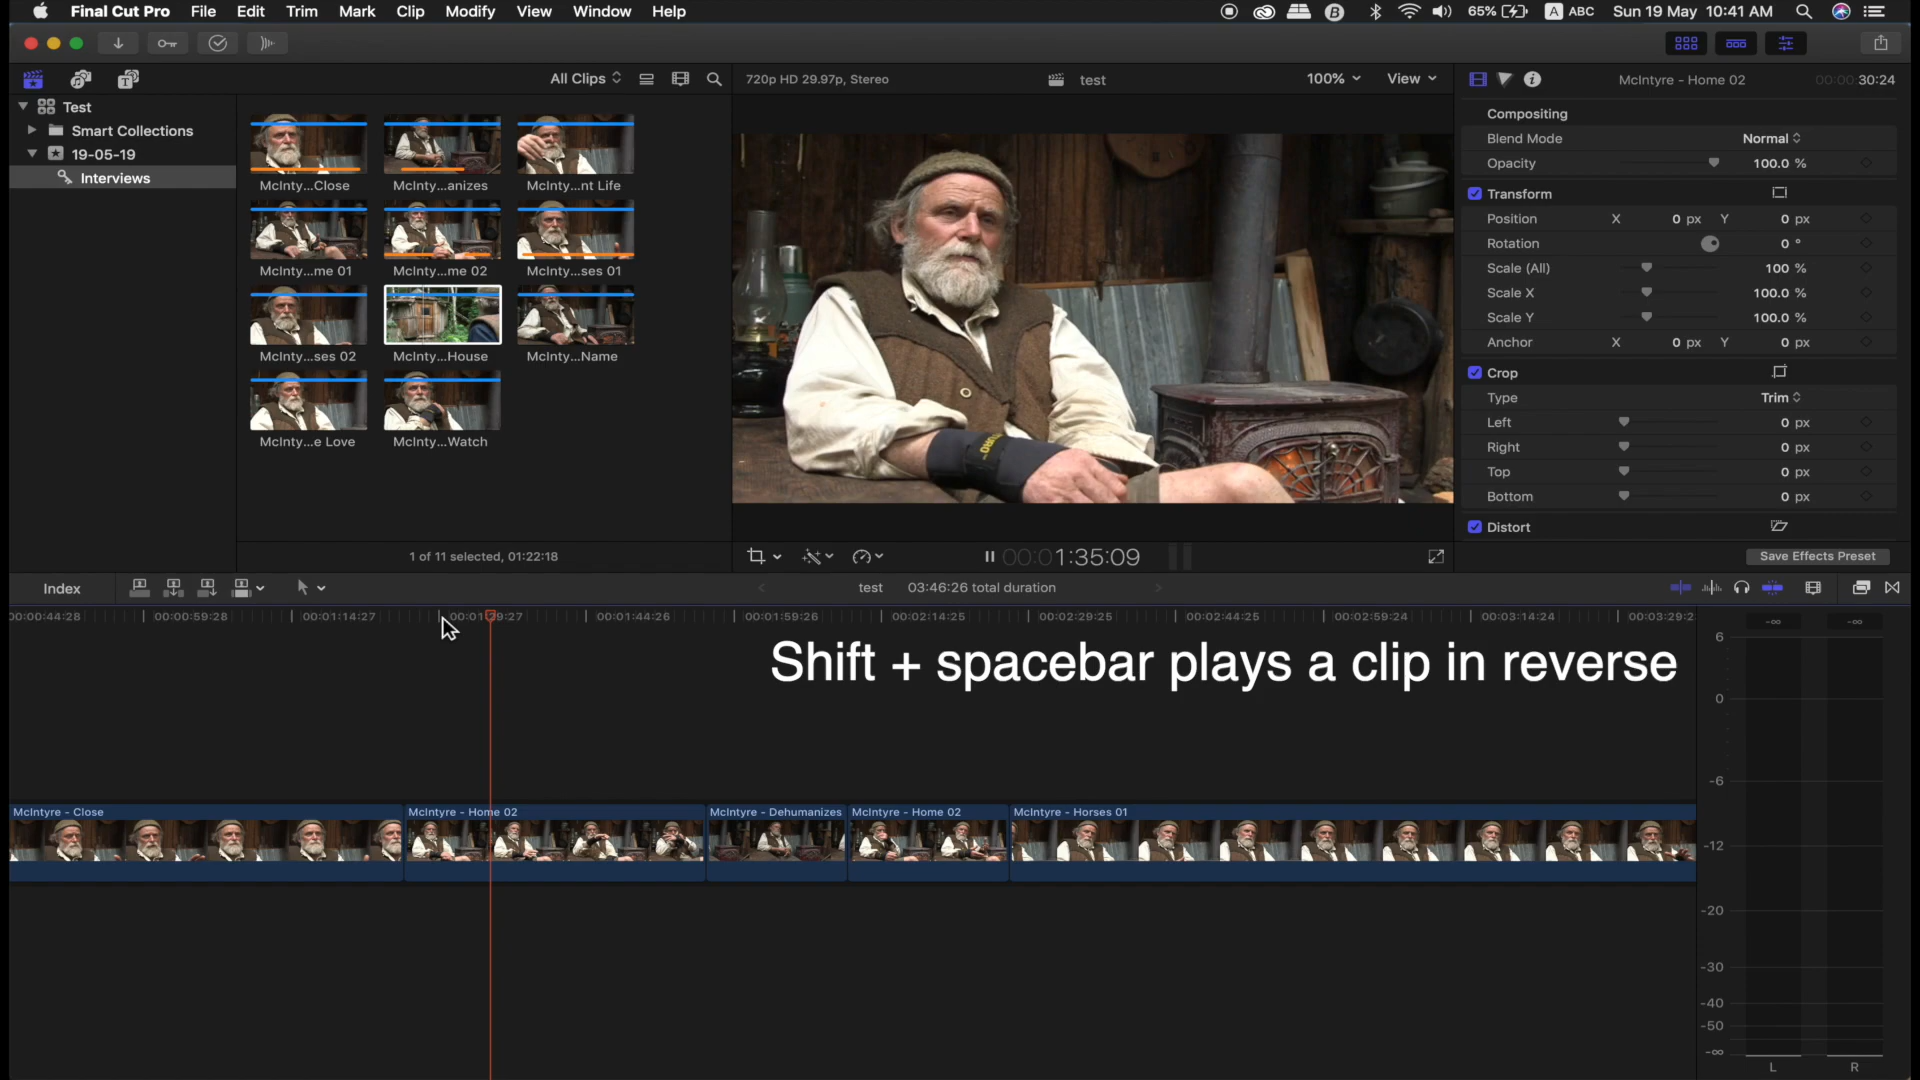 Final Cut Pro File Edit Trim Mark Clip Modify View Window Help 65% A ABC Sun 19 May 10:41 AM
All Clips 720p HD 29.97p, Stereo test 100% View McIntyre - Home 02 00:00:30:24
Test
Smart Collections
19-05-19
Interviews
McInty...Close McInty...anizes McInty...nt Life
McInty...me 01 McInty...me 02 McInty...ses 01
McInty...ses 02 McInty...House McInty...Name
McInty...e Love McInty...Watch
1 of 11 selected, 01:22:18
Compositing
Blend Mode Normal
Opacity 100.0 %
Transform
Position X 0 px Y 0 px
Rotation 0 °
Scale (All) 100 %
Scale X 100.0 %
Scale Y 100.0 %
Anchor X 0 px Y 0 px
Crop
Type Trim
Left 0 px
Right 0 px
Top 0 px
Bottom 0 px
Distort
00:01:35:09 Save Effects Preset
Index test 03:46:26 total duration
00:00:44:28 00:00:59:28 00:01:14:27 00:01:29:27 00:01:44:26 00:01:59:26 00:02:14:25 00:02:29:25 00:02:44:25 00:02:59:24 00:03:14:24 00:03:29:2
Shift + spacebar plays a clip in reverse
McIntyre - Close McIntyre - Home 02 McIntyre - Dehumanizes McIntyre - Home 02 McIntyre - Horses 01
-∞ -∞
6
0
-6
-12
-20
-30
-40
-50
-∞
L R